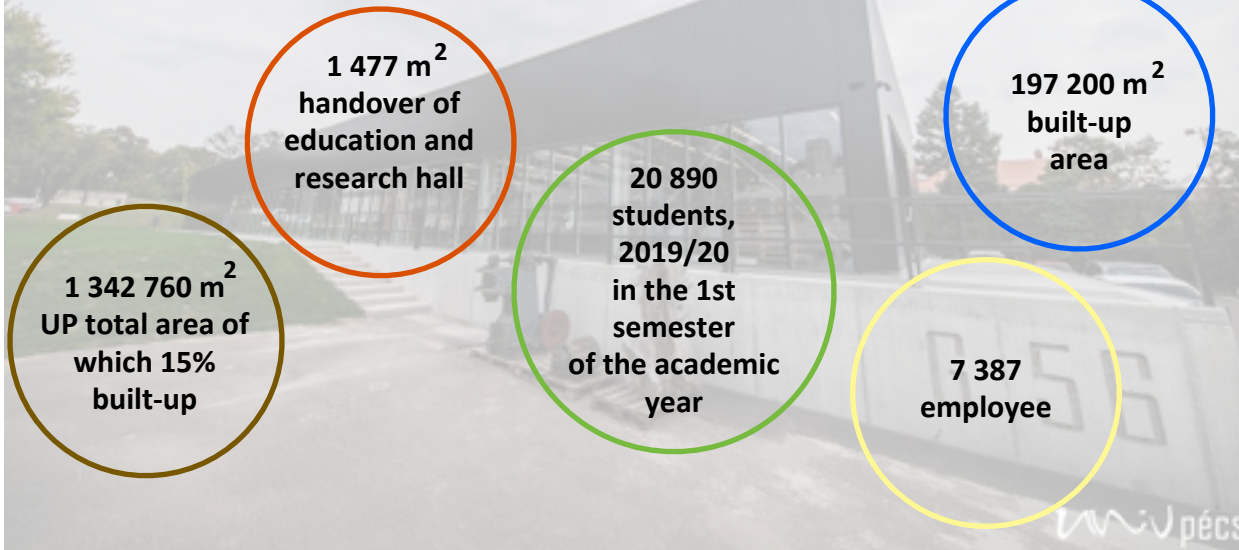 1 477 m²
handover of
education and
research hall
197 200 m²
built-up
area
20 890
students,
2019/20
in the 1st
semester
of the academic
year
1 342 760 m²
UP total area of
which 15%
built-up
7 387
employee
univ pécs